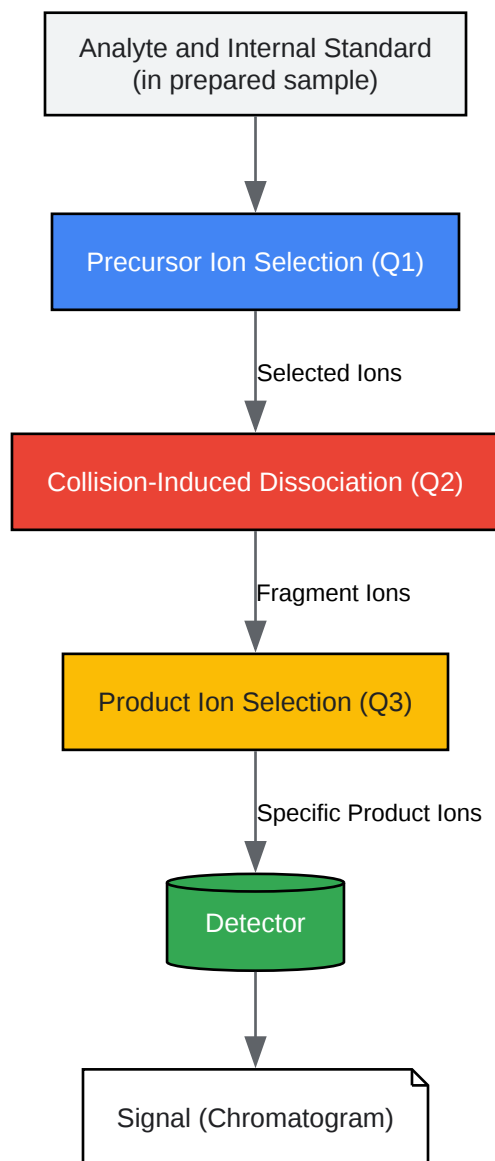 Analyte and Internal Standard
(in prepared sample)
Precursor Ion Selection (Q1)
Selected Ions
Collision-Induced Dissociation (Q2)
Fragment Ions
Product Ion Selection (Q3)
Specific Product Ions
Detector
Signal (Chromatogram)